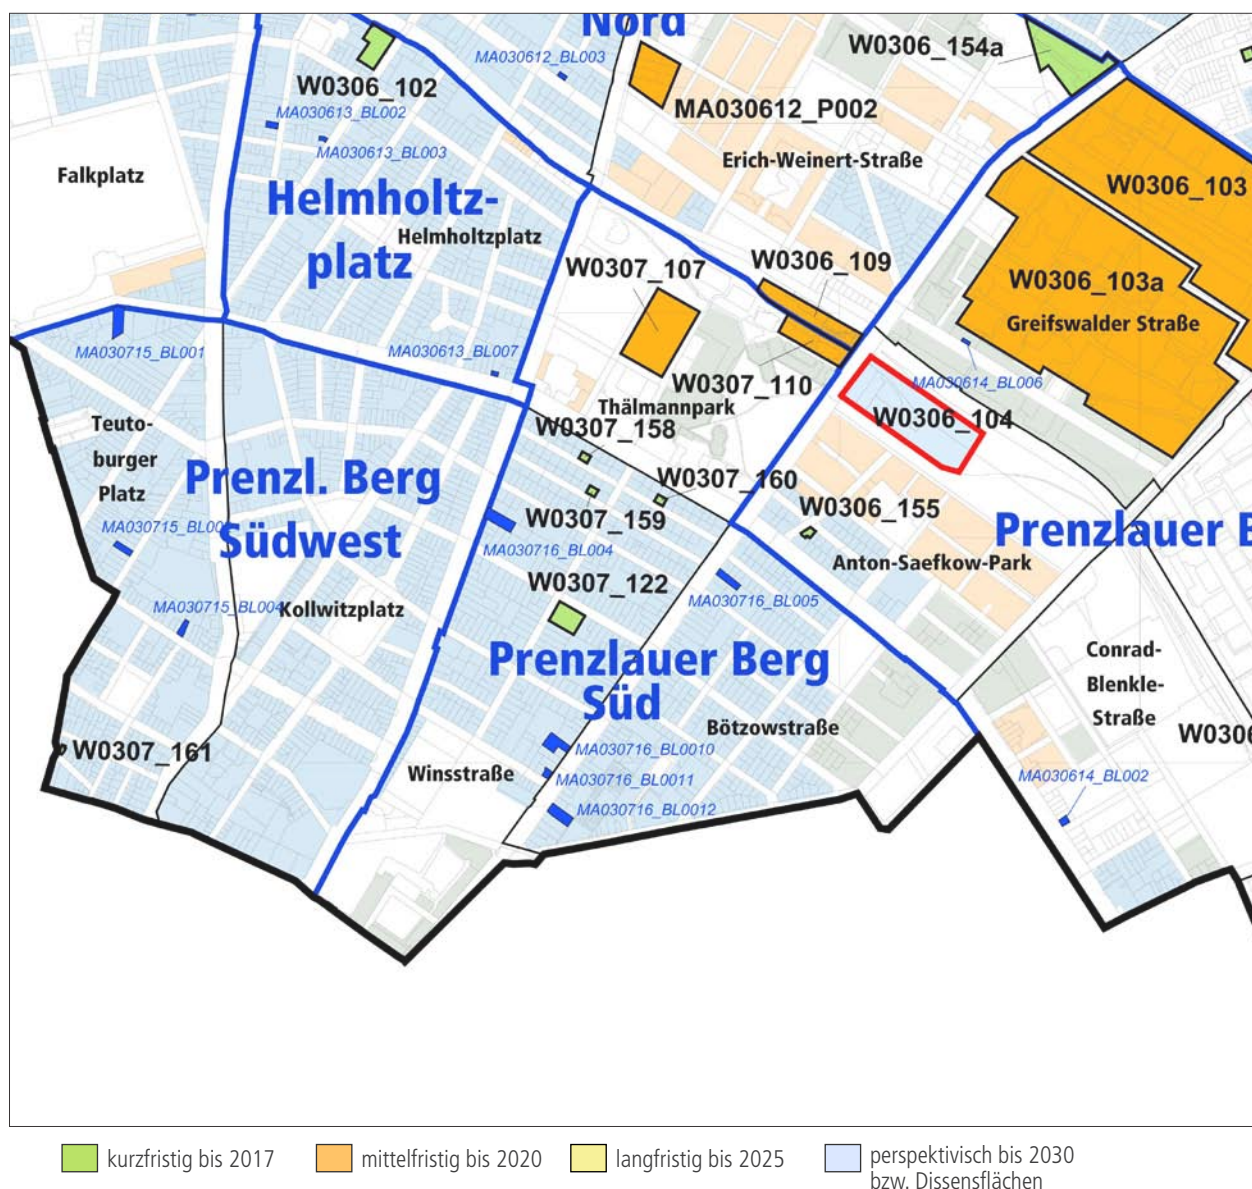 Nord
W0306_154a
MA030612_BL003
W0306_102
MA030612_P002
MA030613_BL002
MA030613_BL003
Erich-Weinert-Straße
Falkplatz
W0306_103
Helmholtz-
platz
Helmholtzplatz
W0307_107
W0306_109
W0306_103a
Greifswalder Straße
MA030715_BL001
MA030613_BL007
W0307_110
MA030614_BL006
Thälmannpark
W0306_104
W0307_158
Teuto-
burger
Platz
Prenzl. Berg
Südwest
W0307_160
W0306_155
W0307_159
MA030715_BL00
MA030716_BL004
Prenzlauer B
Anton-Saefkow-Park
W0307_122
MA030716_BL005
MA030715_BL004
Kollwitzplatz
Prenzlauer Berg
Süd
Conrad-
Blenkle-
Straße
Bötzowstraße
W0306
W0307_161
MA030716_BL0010
Winsstraße
MA030716_BL0011
MA030614_BL002
MA030716_BL0012
kurzfristig bis 2017
mittelfristig bis 2020
langfristig bis 2025
perspektivisch bis 2030
bzw. Dissensflächen